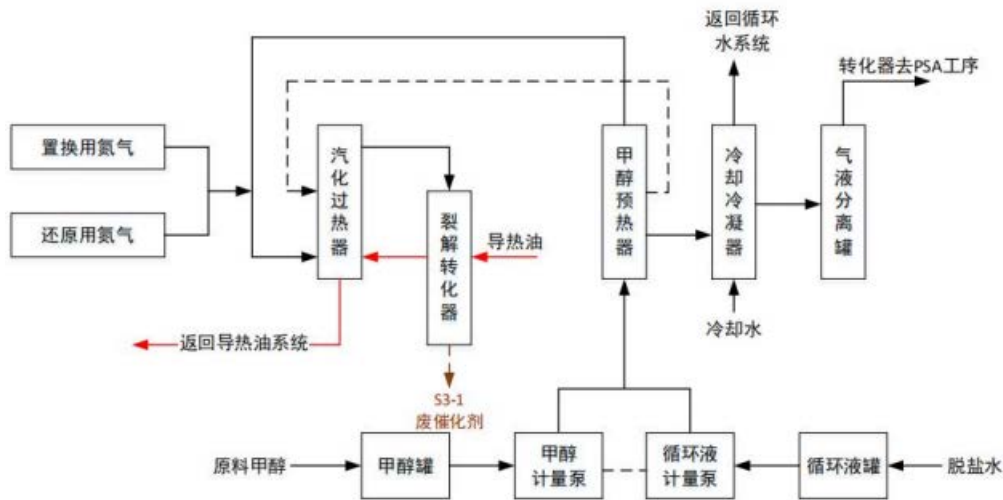 返回循环
水系统
转化器去PSA工序
置换用氮气
还原用氮气
汽化过热器
裂解转化器
导热油
甲醇预热器
冷却冷凝器
气液分离罐
冷却水
返回导热油系统
S3-1
废催化剂
原料甲醇
甲醇罐
甲醇
计量泵
循环液
计量泵
循环液罐
脱盐水